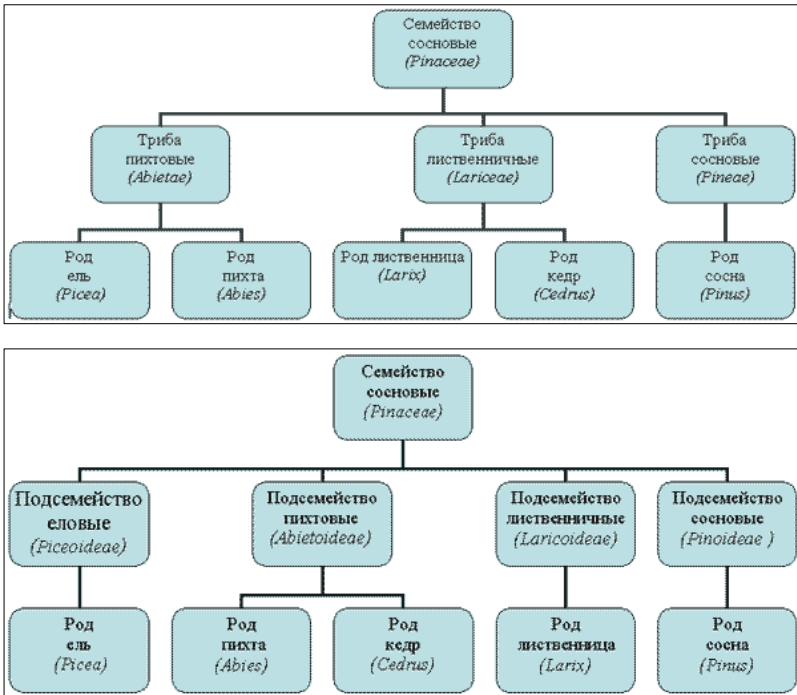 Семейство
сосновые
(Pinaceae)
Триба
пихтовые
(Abietae)
Триба
лиственничные
(Lariceae)
Триба
сосновые
(Pineae)
Род
ель
(Picea)
Род
пихта
(Abies)
Род лиственница
(Larix)
Род
кедр
(Cedrus)
Род
сосна
(Pinus)
Семейство
сосновые
(Pinaceae)
Подсемейство
еловые
(Piceoideae)
Подсемейство
пихтовые
(Abietoideae)
Подсемейство
лиственничные
(Laricoideae)
Подсемейство
сосновые
(Pinoideae )
Род
ель
(Picea)
Род
пихта
(Abies)
Род
кедр
(Cedrus)
Род
лиственница
(Larix)
Род
сосна
(Pinus)